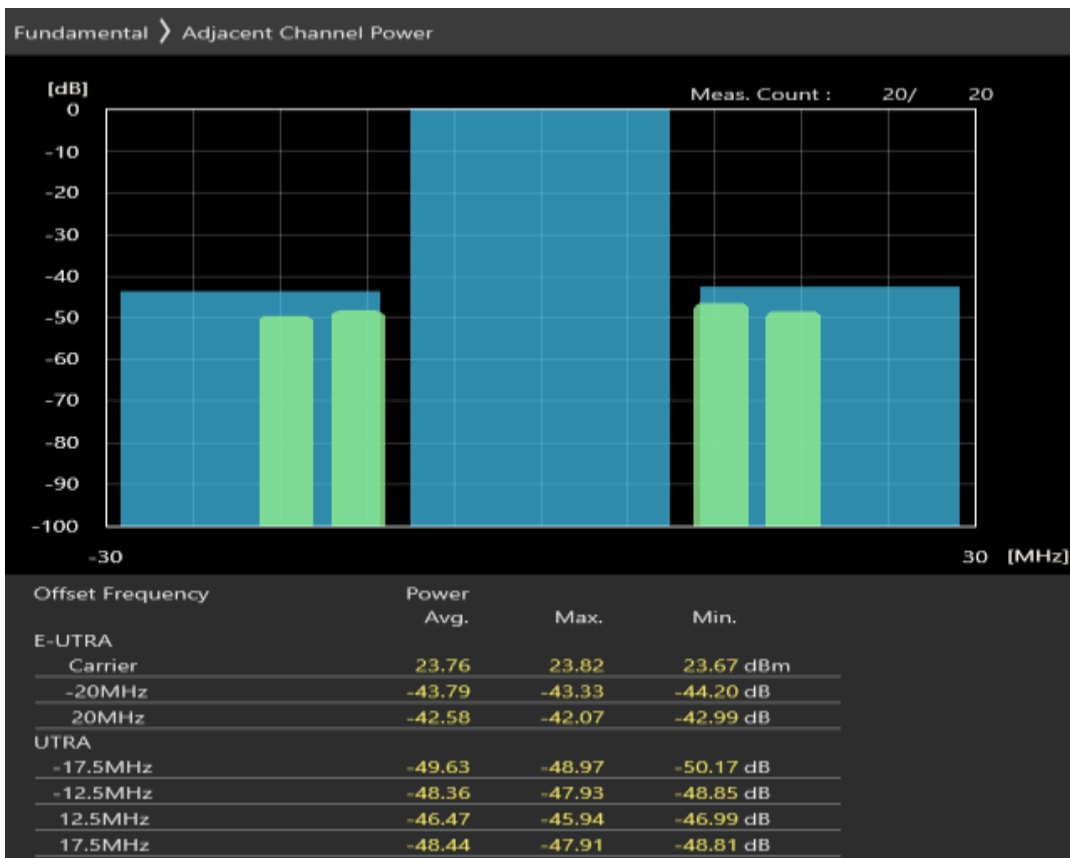 Fundamental 〉 Adjacent Channel Power
[dB]
Meas. Count : 20/ 20
0
-10
-20
-30
-40
-50
-60
-70
-80
-90
-100
-30 30 [MHz]
Offset Frequency Power
Avg. Max. Min.
E-UTRA
Carrier 23.76 23.82 23.67 dBm
-20MHz -43.79 -43.33 -44.20 dB
20MHz -42.58 -42.07 -42.99 dB
UTRA
-17.5MHz -49.63 -48.97 -50.17 dB
-12.5MHz -48.36 -47.93 -48.85 dB
12.5MHz -46.47 -45.94 -46.99 dB
17.5MHz -48.44 -47.91 -48.81 dB